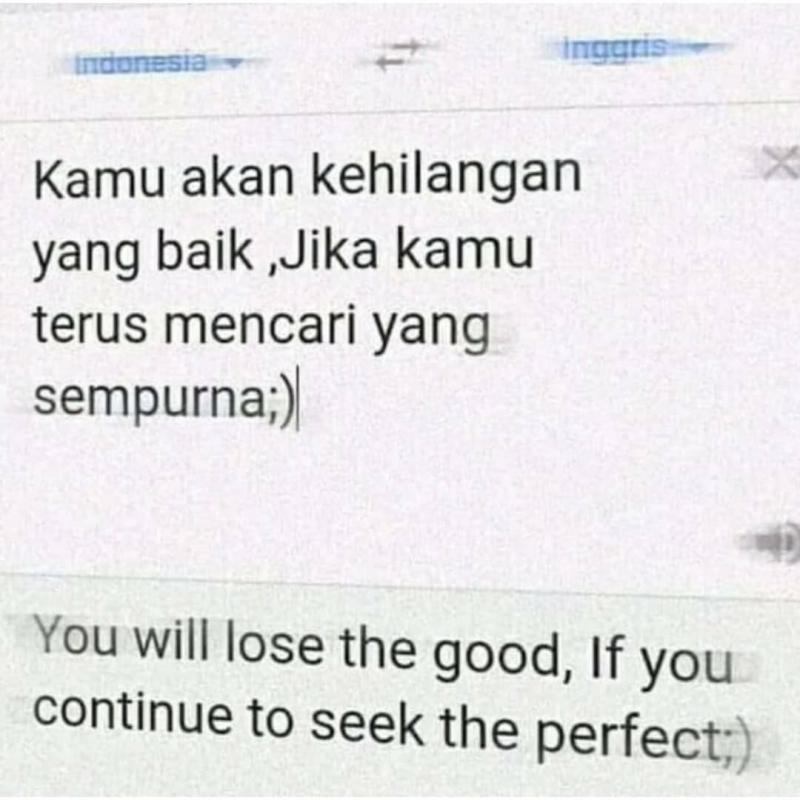 Indonesia
Inggris
Kamu akan kehilangan
yang baik ,Jika kamu
terus mencari yang
sempurna;)
You will lose the good, If you
continue to seek the perfect;)